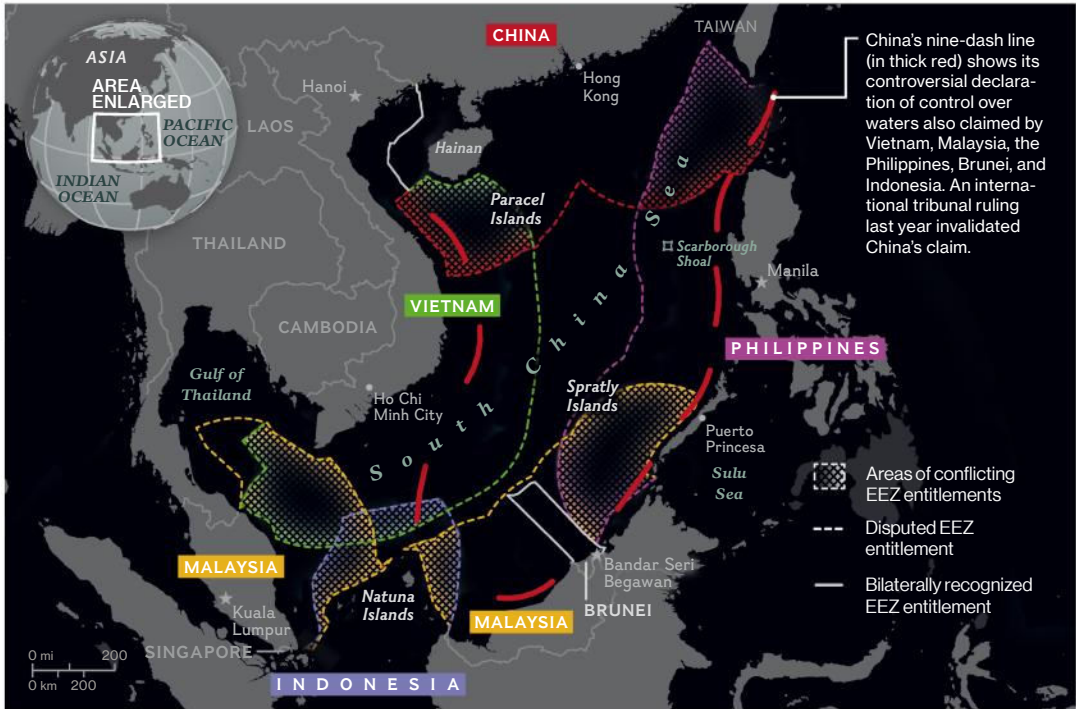 ASIA
AREA
ENLARGED
PACIFIC
OCEAN
INDIAN
OCEAN
CHINA
TAIWAN
Hanoi
Hong
Kong
LAOS
Hainan
Paracel
Islands
THAILAND
Scarborough
Shoal
Manila
VIETNAM
CAMBODIA
PHILIPPINES
Gulf of
Thailand
Ho Chi
Minh City
Spratly
Islands
South China Sea
Puerto
Princesa
Sulu
Sea
MALAYSIA
Natuna
Islands
Bandar Seri
Begawan
BRUNEI
MALAYSIA
Kuala
Lumpur
SINGAPORE
INDONESIA
0 mi 200
0 km 200
China's nine-dash line
(in thick red) shows its
controversial declara-
tion of control over
waters also claimed by
Vietnam, Malaysia, the
Philippines, Brunei, and
Indonesia. An interna-
tional tribunal ruling
last year invalidated
China's claim.
Areas of conflicting
EEZ entitlements
Disputed EEZ
entitlement
Bilaterally recognized
EEZ entitlement